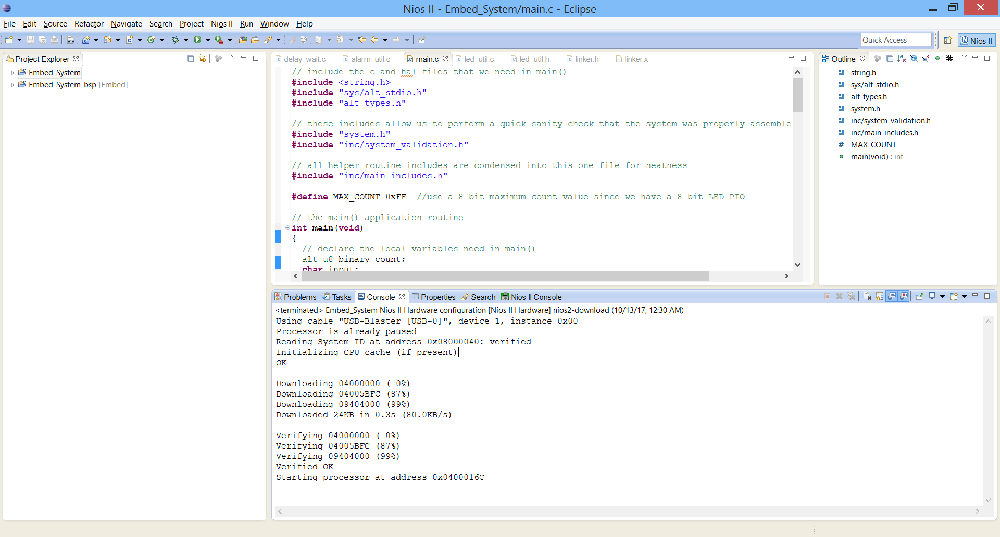 Nios II - Embed_System/main.c - Eclipse
File Edit Source Refactor Navigate Search Project Nios II Run Window Help
Quick Access
Nios II
Project Explorer
Embed_System
Embed_System_bsp [Embed]
delay_wait.c alarm_util.c main.c led_util.c led_util.h linker.h linker.x
// include the c and hal files that we need in main()
#include <string.h>
#include "sys/alt_stdio.h"
#include "alt_types.h"
// these includes allow us to perform a quick sanity check that the system was properly assemble
#include "system.h"
#include "inc/system_validation.h"
// all helper routine includes are condensed into this one file for neatness
#include "inc/main_includes.h"
#define MAX_COUNT 0xFF  //use a 8-bit maximum count value since we have a 8-bit LED PIO
// the main() application routine
int main(void)
{
// declare the local variables need in main()
alt_u8 binary_count;
char input;
Outline
string.h
sys/alt_stdio.h
alt_types.h
system.h
inc/system_validation.h
inc/main_includes.h
# MAX_COUNT
main(void) : int
Problems Tasks Console Properties Search Nios II Console
<terminated> Embed_System Nios II Hardware configuration [Nios II Hardware] nios2-download (10/13/17, 12:30 AM)
Using cable "USB-Blaster [USB-0]", device 1, instance 0x00
Processor is already paused
Reading System ID at address 0x08000040: verified
Initializing CPU cache (if present)
OK
Downloading 04000000 ( 0%)
Downloading 04005BFC (87%)
Downloading 09404000 (99%)
Downloaded 24KB in 0.3s (80.0KB/s)
Verifying 04000000 ( 0%)
Verifying 04005BFC (87%)
Verifying 09404000 (99%)
Verified OK
Starting processor at address 0x0400016C